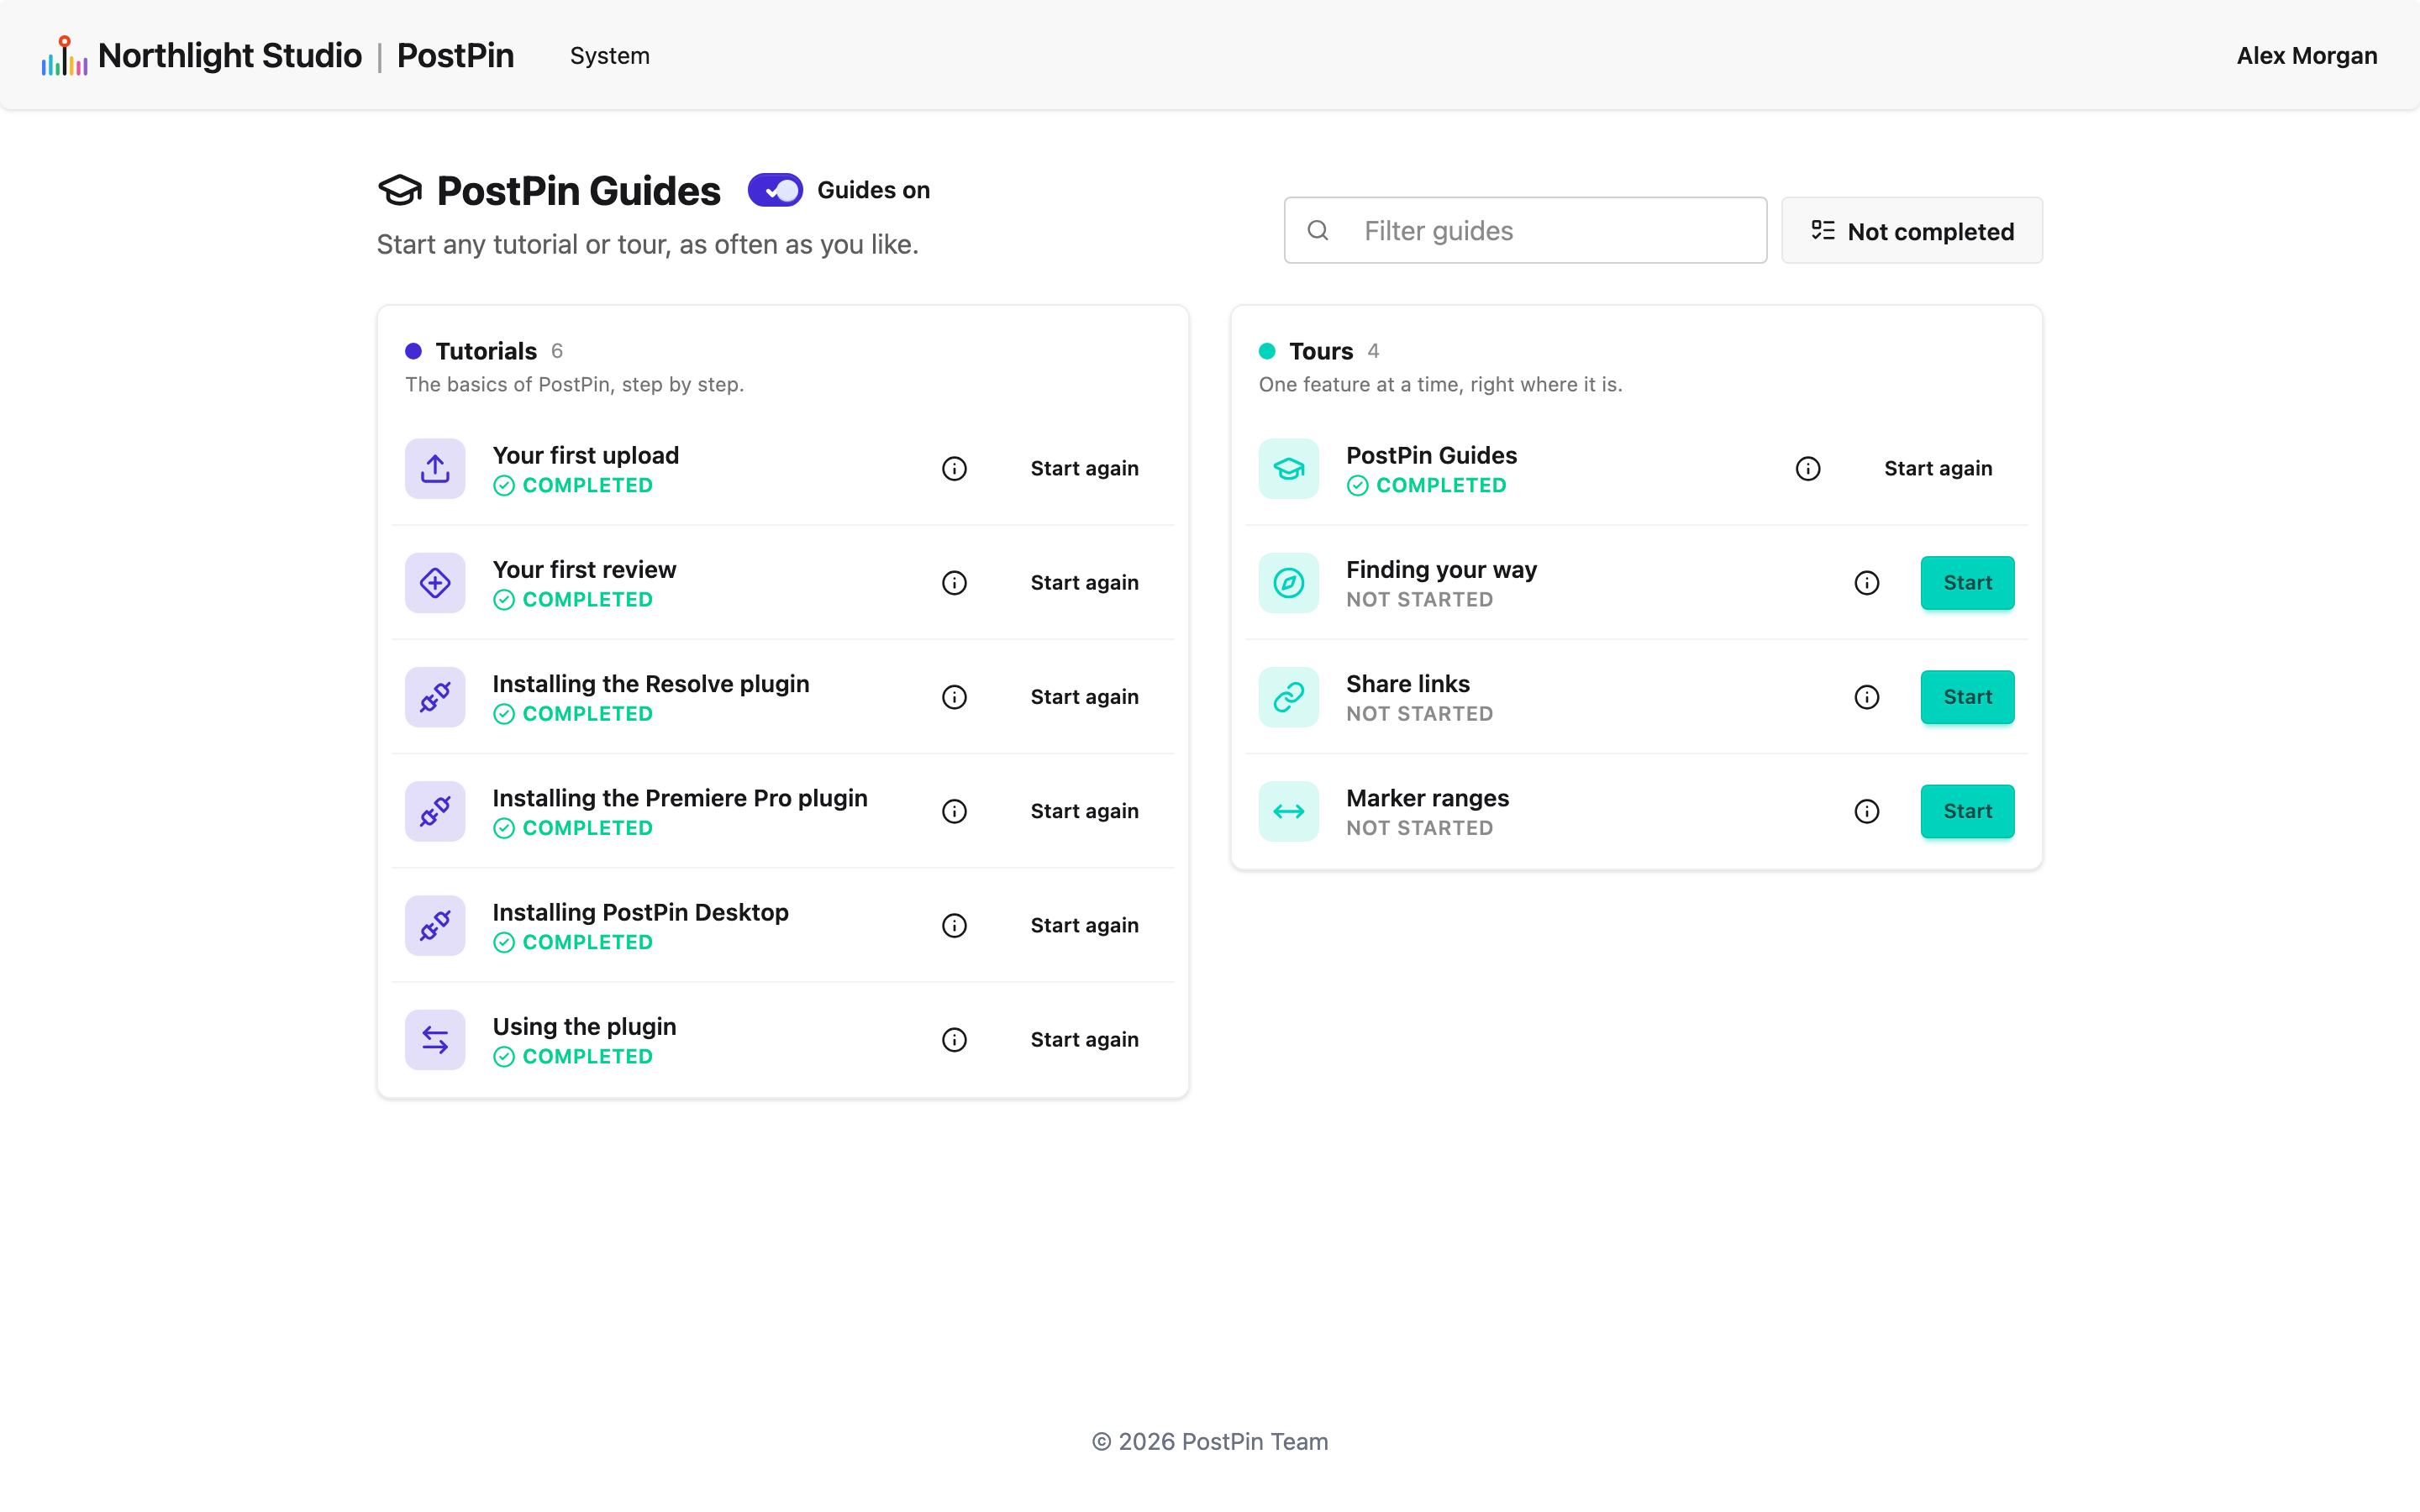 Northlight Studio | PostPin
System
Alex Morgan
PostPin Guides
Guides on
Start any tutorial or tour, as often as you like.
Filter guides
Not completed
Tutorials 6
The basics of PostPin, step by step.
Your first upload
COMPLETED
Start again
Your first review
COMPLETED
Start again
Installing the Resolve plugin
COMPLETED
Start again
Installing the Premiere Pro plugin
COMPLETED
Start again
Installing PostPin Desktop
COMPLETED
Start again
Using the plugin
COMPLETED
Start again
Tours 4
One feature at a time, right where it is.
PostPin Guides
COMPLETED
Start again
Finding your way
NOT STARTED
Start
Share links
NOT STARTED
Start
Marker ranges
NOT STARTED
Start
© 2026 PostPin Team